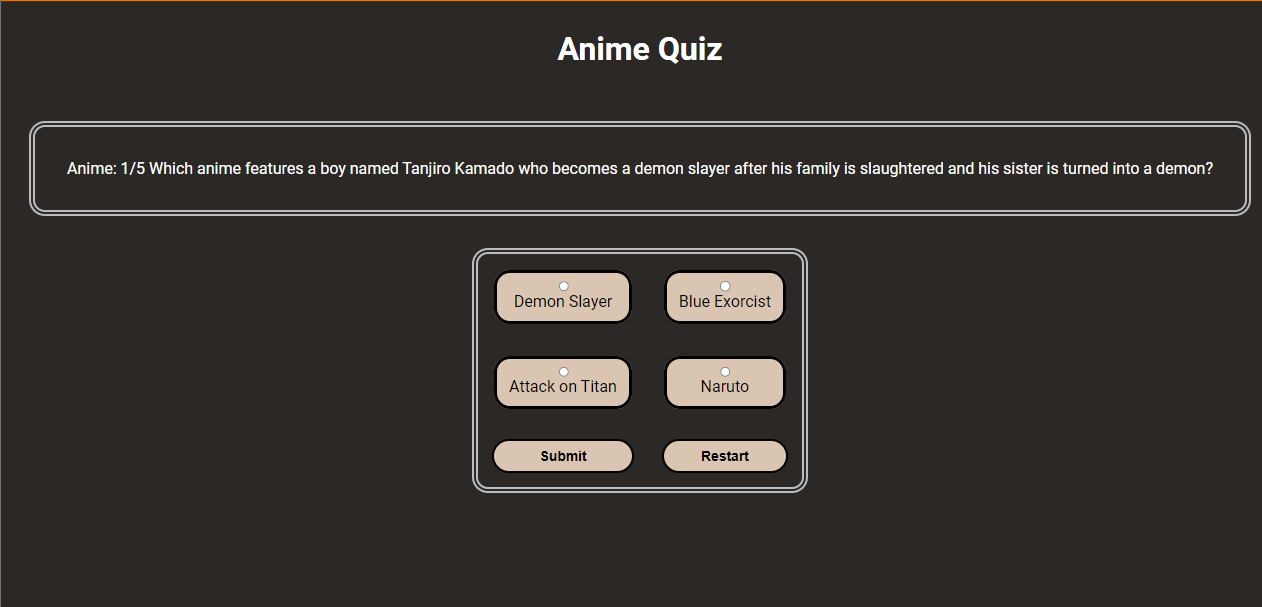 Anime Quiz
Anime: 1/5 Which anime features a boy named Tanjiro Kamado who becomes a demon slayer after his family is slaughtered and his sister is turned into a demon?
Demon Slayer
Blue Exorcist
Attack on Titan
Naruto
Submit
Restart